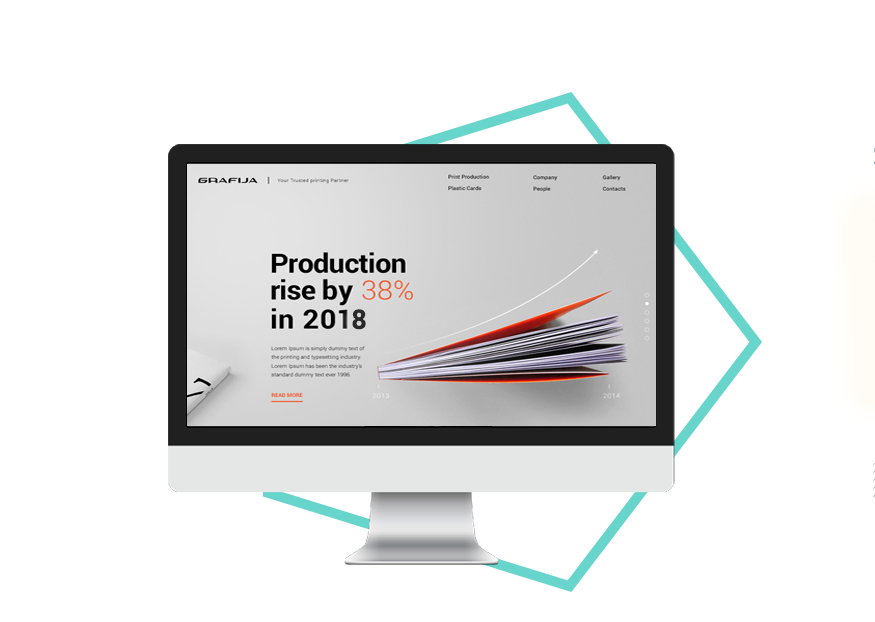 GRAFIJA | Your Trusted printing Partner
Print Production
Plastic Cards
Company
People
Gallery
Contacts
Production
rise by 38%
in 2018
Lorem Ipsum is simply dummy text of
the printing and typesetting industry.
Lorem Ipsum has been the industry's
standard dummy text ever 1996.
READ MORE
2013
2014